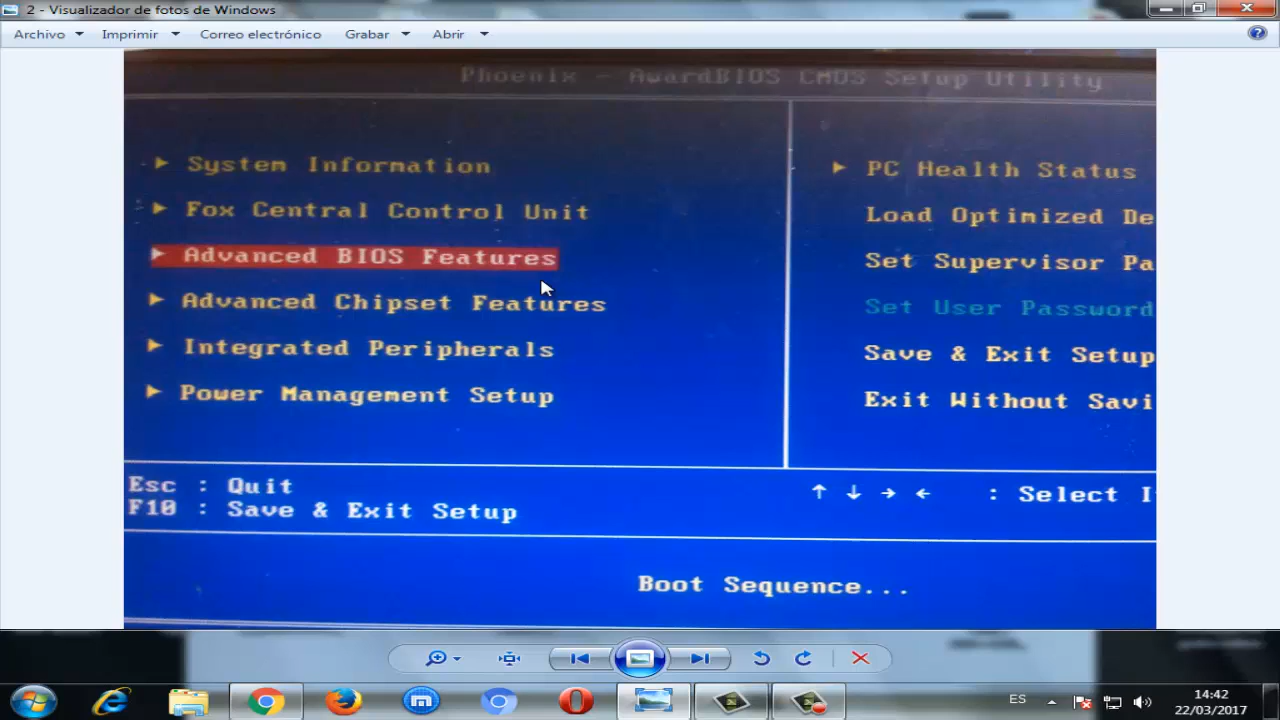 2 - Visualizador de fotos de Windows
Archivo Imprimir Correo electrónico Grabar Abrir
Phoenix - AwardBIOS CMOS Setup Utility
System Information
Fox Central Control Unit
Advanced BIOS Features
Advanced Chipset Features
Integrated Peripherals
Power Management Setup
PC Health Status
Load Optimized De
Set Supervisor Pa
Set User Password
Save & Exit Setup
Exit Without Savi
Esc : Quit
F10 : Save & Exit Setup
↑ ↓ → ← : Select I
Boot Sequence...
ES
14:42
22/03/2017